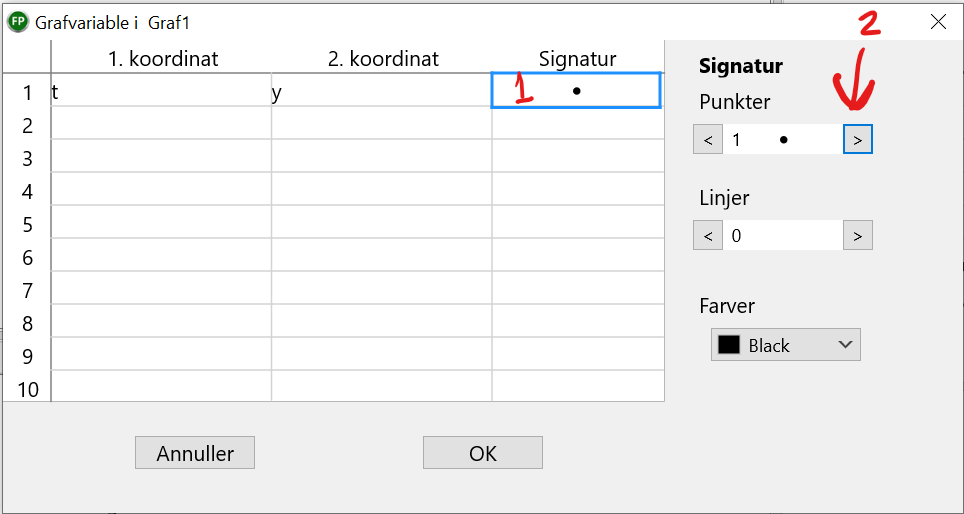 FP Grafvariable i Graf1
2
1. koordinat 2. koordinat Signatur
1 t y 1
2
3
4
5
6
7
8
9
10
Signatur
Punkter
< 1 >
Linjer
< 0 >
Farver
Black
Annuller OK